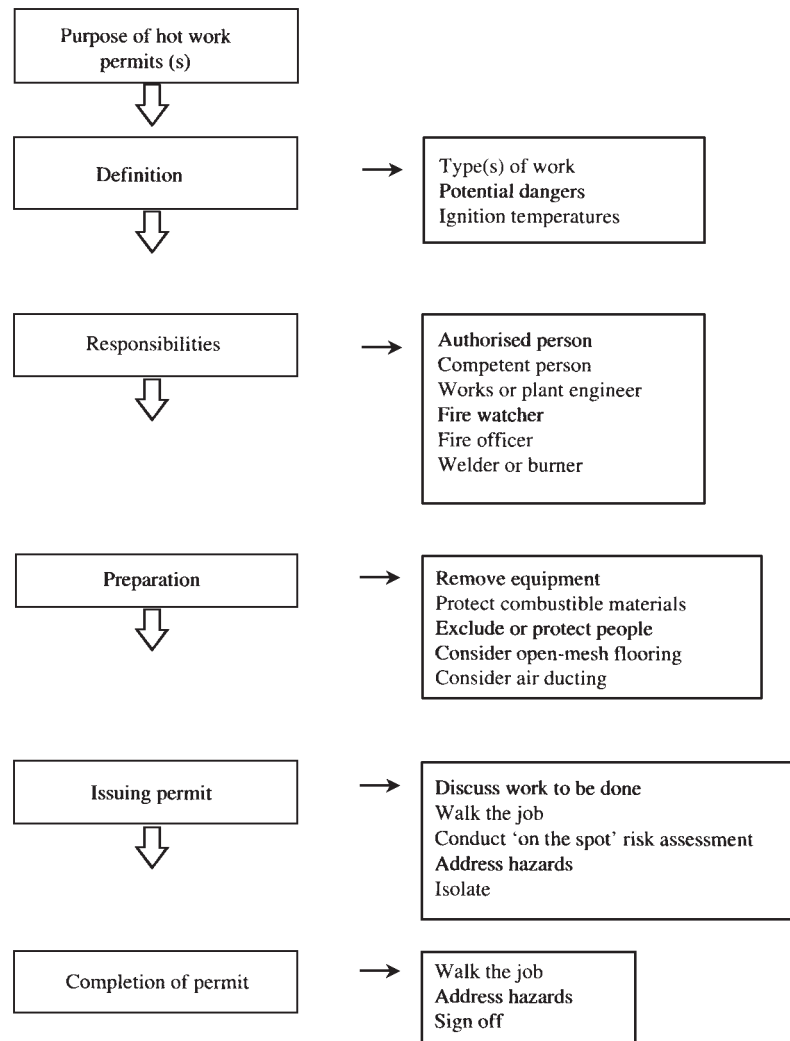 Purpose of hot work
permits (s)
Definition
Type(s) of work
Potential dangers
Ignition temperatures
Responsibilities
Authorised person
Competent person
Works or plant engineer
Fire watcher
Fire officer
Welder or burner
Preparation
Remove equipment
Protect combustible materials
Exclude or protect people
Consider open-mesh flooring
Consider air ducting
Issuing permit
Discuss work to be done
Walk the job
Conduct ‘on the spot’ risk assessment
Address hazards
Isolate
Completion of permit
Walk the job
Address hazards
Sign off